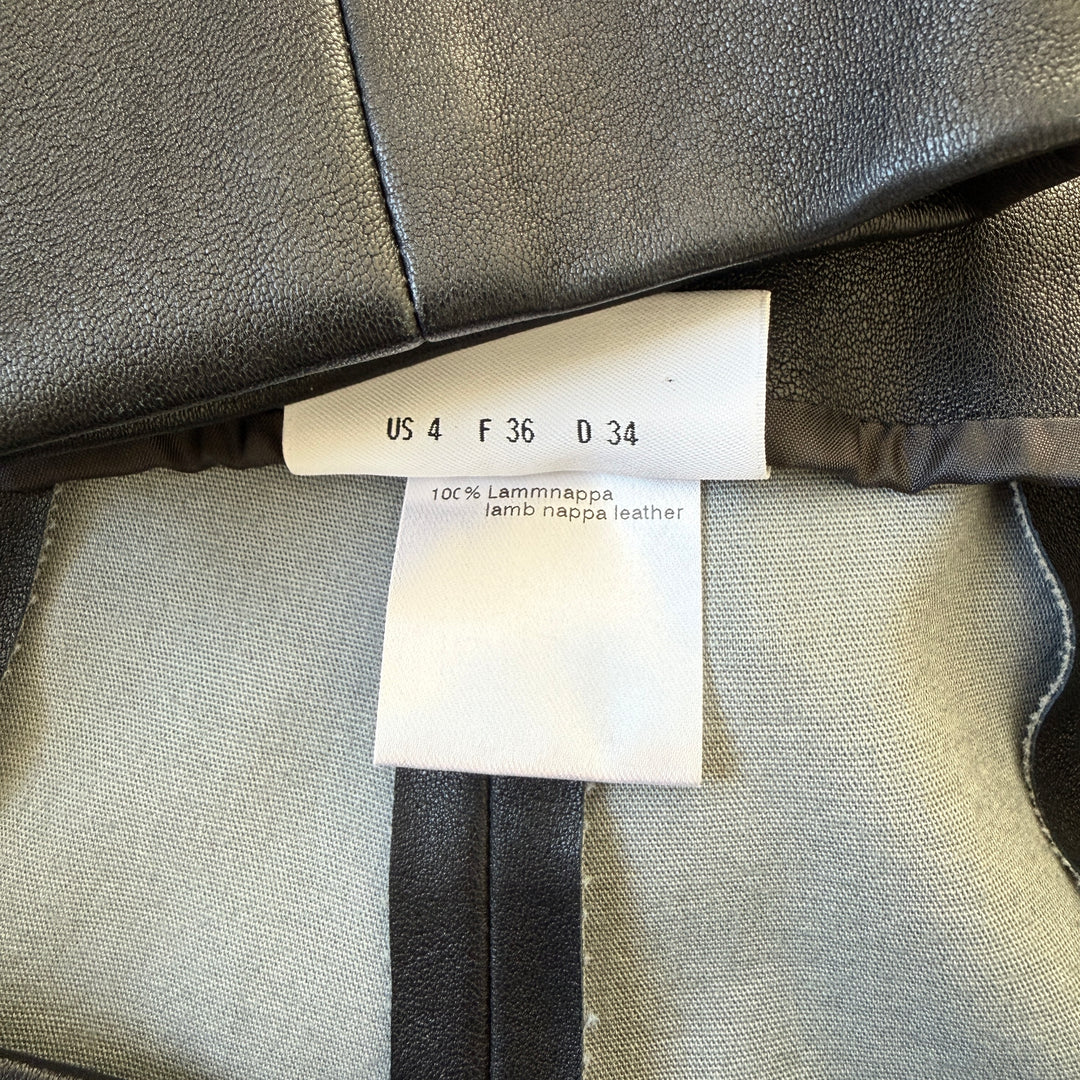 US 4 F 36 D 34
100% Lammnappa
lamb nappa leather